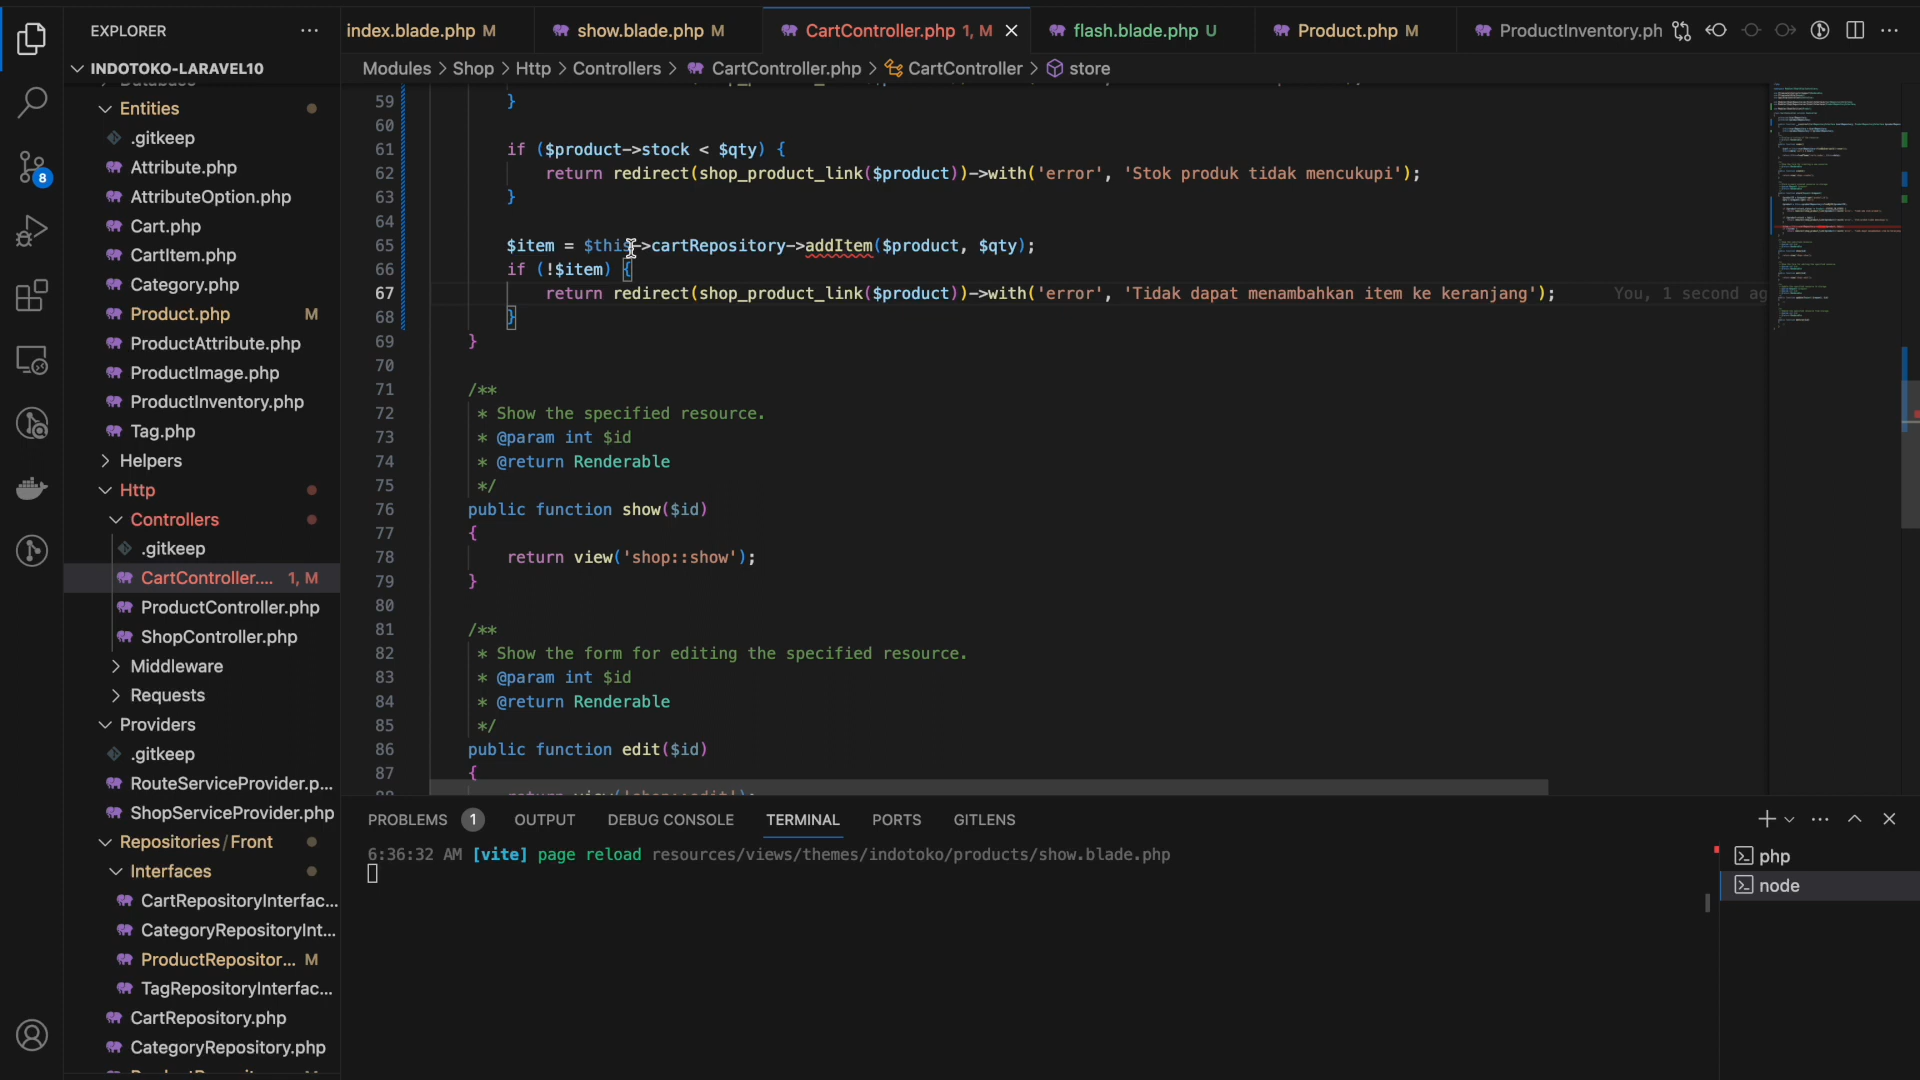 EXPLORER
INDOTOKO-LARAVEL10
Entities
.gitkeep
Attribute.php
AttributeOption.php
Cart.php
CartItem.php
Category.php
Product.php M
ProductAttribute.php
ProductImage.php
ProductInventory.php
Tag.php
Helpers
Http
Controllers
.gitkeep
CartController.... 1, M
ProductController.php
ShopController.php
Middleware
Requests
Providers
.gitkeep
RouteServiceProvider.p...
ShopServiceProvider.php
Repositories / Front
Interfaces
CartRepositoryInterfac...
CategoryRepositoryInt...
ProductRepositor... M
TagRepositoryInterfac...
CartRepository.php
CategoryRepository.php
8
index.blade.php M
show.blade.php M
CartController.php 1, M
flash.blade.php U
Product.php M
ProductInventory.ph
Modules > Shop > Http > Controllers > CartController.php > CartController > store
59 }
60
61 if ($product->stock < $qty) {
62 return redirect(shop_product_link($product))->with('error', 'Stok produk tidak mencukupi');
63 }
64
65 $item = $this->cartRepository->addItem($product, $qty);
66 if (!$item) {
67 return redirect(shop_product_link($product))->with('error', 'Tidak dapat menambahkan item ke keranjang'); You, 1 second ag
68 }
69 }
70
71 /**
72 * Show the specified resource.
73 * @param int $id
74 * @return Renderable
75 */
76 public function show($id)
77 {
78 return view('shop::show');
79 }
80
81 /**
82 * Show the form for editing the specified resource.
83 * @param int $id
84 * @return Renderable
85 */
86 public function edit($id)
87 {
PROBLEMS 1 OUTPUT DEBUG CONSOLE TERMINAL PORTS GITLENS
6:36:32 AM [vite] page reload resources/views/themes/indotoko/products/show.blade.php
php
node